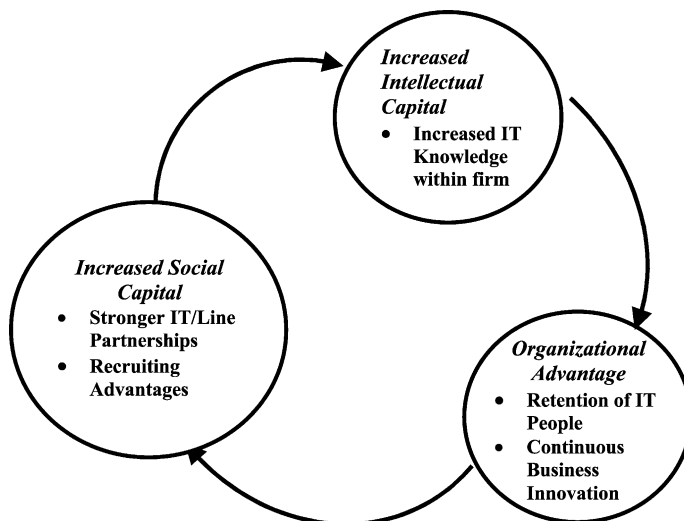 Increased
Intellectual
Capital
• Increased IT
Knowledge
within firm
Increased Social
Capital
• Stronger IT/Line
Partnerships
• Recruiting
Advantages
Organizational
Advantage
• Retention of IT
People
• Continuous
Business
Innovation